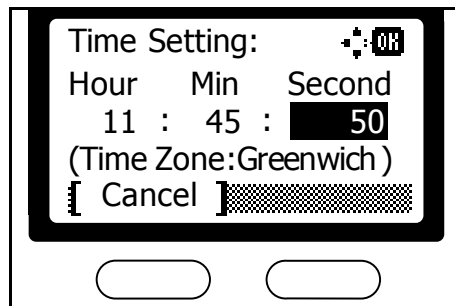 Time Setting: OK
Hour Min Second
11 : 45 : 50
(Time Zone:Greenwich)
[ Cancel ]